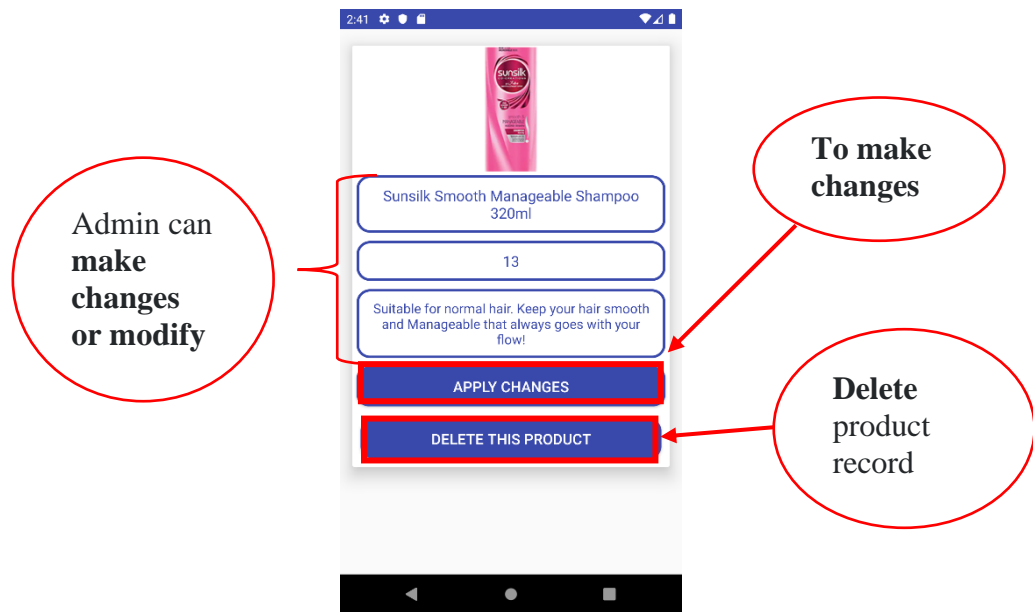 2:41
sunsilk
Sunsilk Smooth Manageable Shampoo
320ml
13
Suitable for normal hair. Keep your hair smooth
and Manageable that always goes with your
flow!
APPLY CHANGES
DELETE THIS PRODUCT
Admin can
make
changes
or modify
To make
changes
Delete
product
record